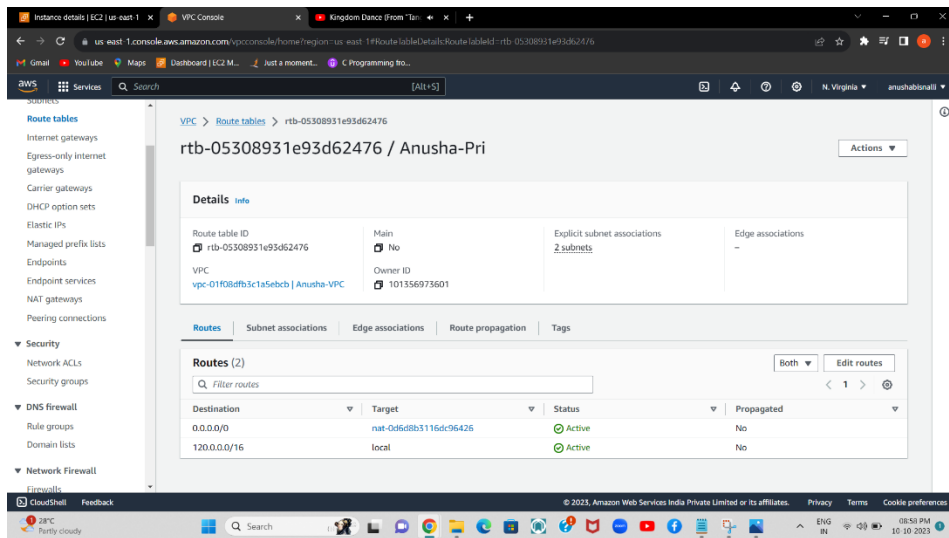 Instance details | EC2 | us-east-1
VPC Console
Kingdom Dance (From "Tan
us-east-1.console.aws.amazon.com/vpcconsole/home?region=us-east-1#RouteTableDetails:RouteTableId=rtb-05308931e93d62476
Gmail YouTube Maps Dashboard | EC2 M... Just a moment... C Programming fro...
aws Services Search [Alt+S] N. Virginia anushabisnalli
Subnets
Route tables
Internet gateways
Egress-only internet
gateways
Carrier gateways
DHCP option sets
Elastic IPs
Managed prefix lists
Endpoints
Endpoint services
NAT gateways
Peering connections
Security
Network ACLs
Security groups
DNS firewall
Rule groups
Domain lists
Network Firewall
Firewalls
VPC > Route tables > rtb-05308931e93d62476
rtb-05308931e93d62476 / Anusha-Pri
Actions
Details Info
Route table ID
rtb-05308931e93d62476
VPC
vpc-01f08dfb3c1a5ebcb | Anusha-VPC
Main
No
Owner ID
101356973601
Explicit subnet associations
2 subnets
Edge associations
–
Routes Subnet associations Edge associations Route propagation Tags
Routes (2)
Both Edit routes
Filter routes
1
Destination Target Status Propagated
0.0.0.0/0 nat-0d6d8b3116dc96426 Active No
120.0.0.0/16 local Active No
CloudShell Feedback © 2023, Amazon Web Services India Private Limited or its affiliates. Privacy Terms Cookie preferences
28°C
Partly cloudy
Search
ENG
IN
08:58 PM
10-10-2023